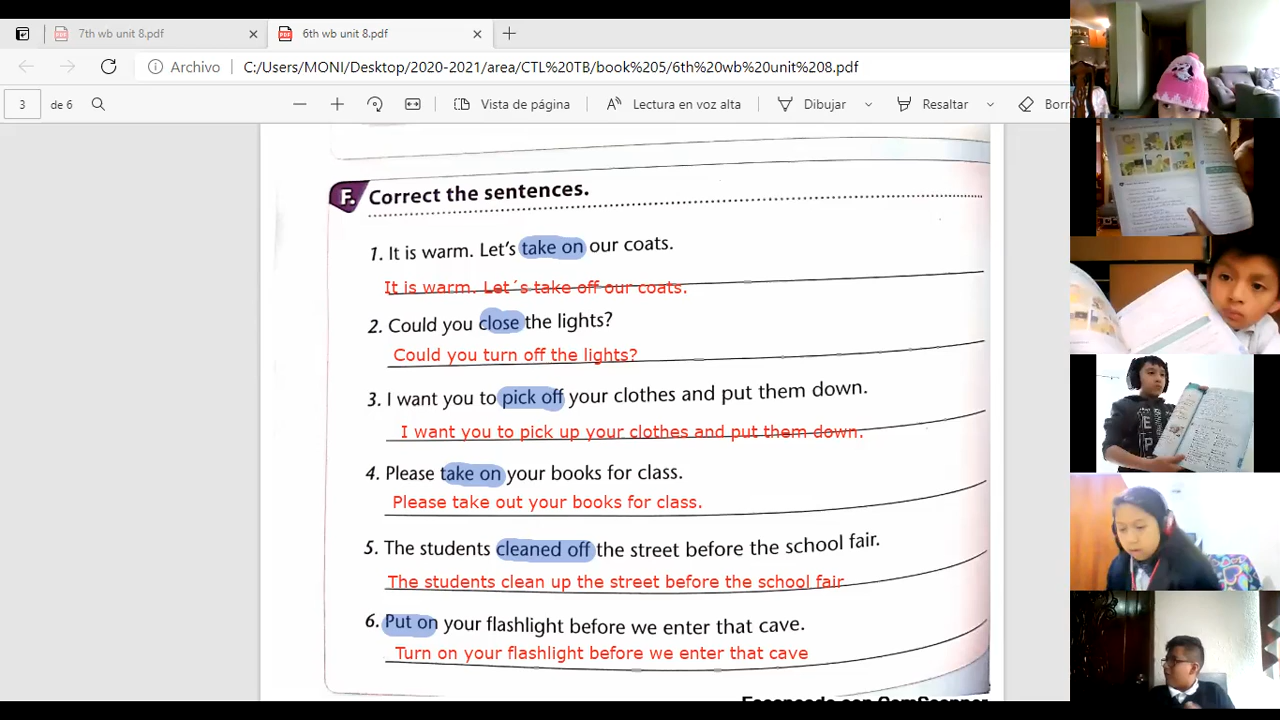 7th wb unit 8.pdf
6th wb unit 8.pdf
Archivo C:/Users/MONI/Desktop/2020-2021/area/CTL%20TB/book%205/6th%20wb%20unit%208.pdf
3 de 6 Vista de página Lectura en voz alta Dibujar Resaltar Borr
F. Correct the sentences.
1. It is warm. Let's take on our coats.
It is warm. Let´s take off our coats.
2. Could you close the lights?
Could you turn off the lights?
3. I want you to pick off your clothes and put them down.
I want you to pick up your clothes and put them down.
4. Please take on your books for class.
Please take out your books for class.
5. The students cleaned off the street before the school fair.
The students clean up the street before the school fair
6. Put on your flashlight before we enter that cave.
Turn on your flashlight before we enter that cave
Escaneado con CamScanner